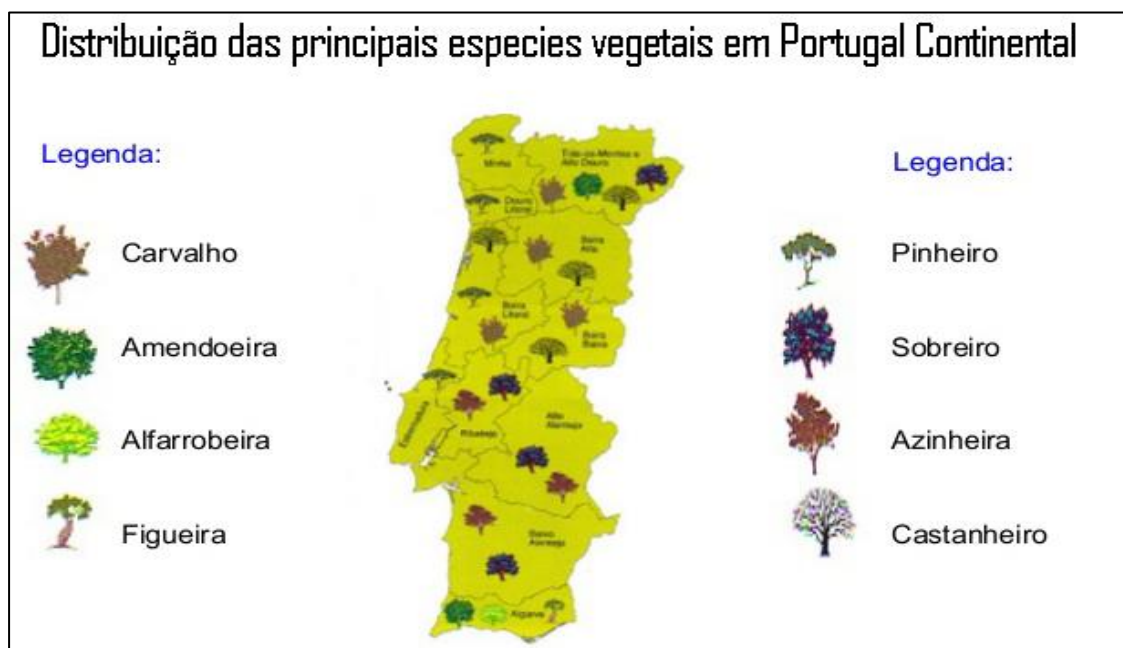 Distribuição das principais especies vegetais em Portugal Continental
Legenda:
Carvalho
Amendoeira
Alfarrobeira
Figueira
Minho
Trás-os-Montes e
Alto Douro
Douro
Litoral
Beira
Alta
Beira
Litoral
Beira
Baixa
Estremadura
Ribatejo
Alto
Alentejo
Baixo
Alentejo
Algarve
Legenda:
Pinheiro
Sobreiro
Azinheira
Castanheiro